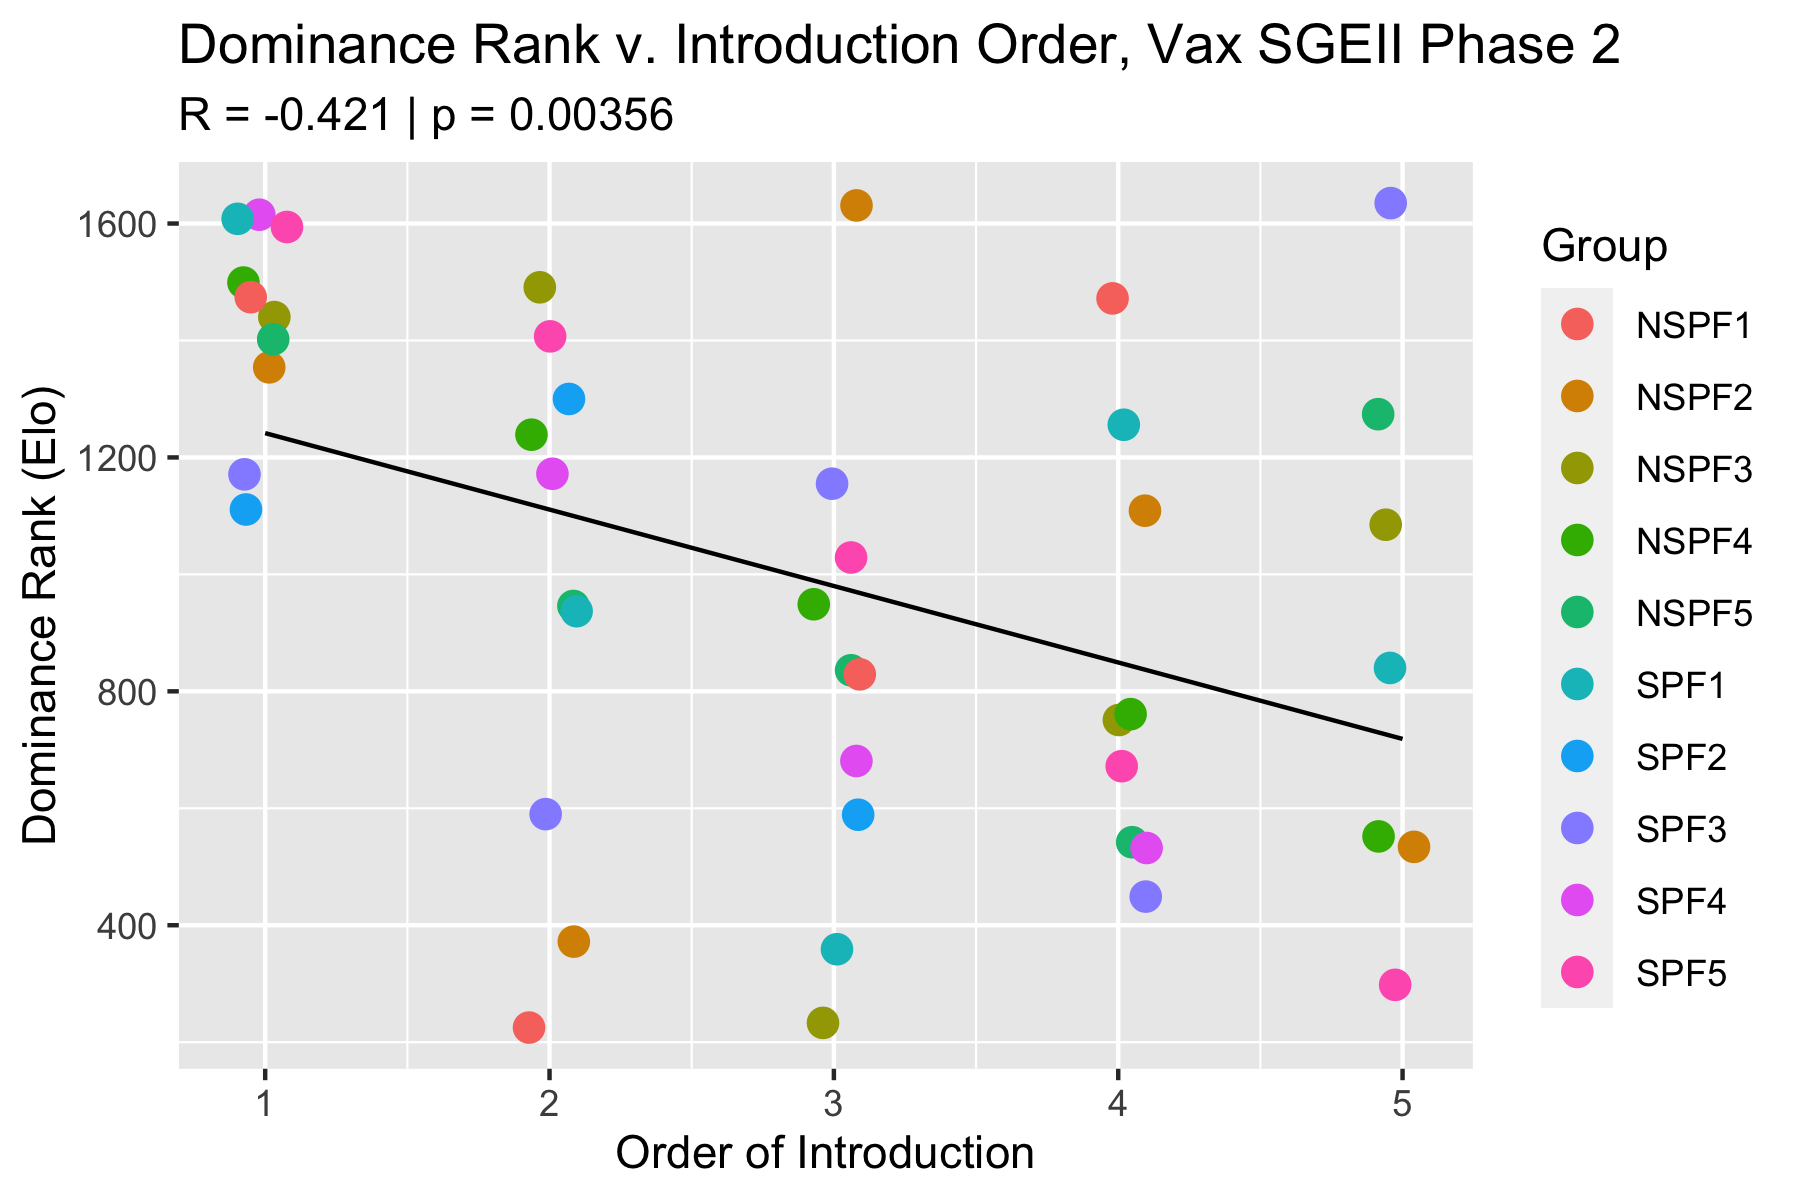 Dominance Rank v. Introduction Order, Vax SGEII Phase 2
R = -0.421 | p = 0.00356
Dominance Rank (Elo)
1600
1200
800
400
1 2 3 4 5
Order of Introduction
Group
NSPF1
NSPF2
NSPF3
NSPF4
NSPF5
SPF1
SPF2
SPF3
SPF4
SPF5